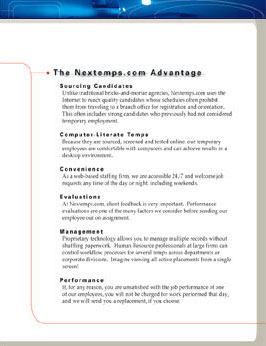 The Nextemps.com Advantage
Sourcing Candidates
Unlike traditional bricks-and-mortar agencies, Nextemps.com uses the
Internet to reach quality candidates whose schedules often prohibit
them from traveling to a branch office for registration and orientation.
This often includes strong candidates who previously had not considered
temporary employment.
Computer-Literate Temps
Because they are sourced, screened and tested online, our temporary
employees are comfortable with computers and can achieve results in a
desktop environment.
Convenience
As a web-based staffing firm, we are accessible 24/7 and welcome job
requests any time of the day or night, including weekends.
Evaluations
At Nextemps.com, client feedback is very important. Performance
evaluations are one of the many factors we consider before sending our
employee out on assignment.
Management
Proprietary technology allows you to manage multiple records without
shuffling paperwork. Human Resource professionals at large firms can
control workflow processes for several temps across departments or
corporate divisions. Imagine viewing all active placements from a single
screen!
Performance
If, for any reason, you are unsatisfied with the job performance of one
of our employees, you will not be charged for work performed that day,
and we will send you a replacement, if you choose.